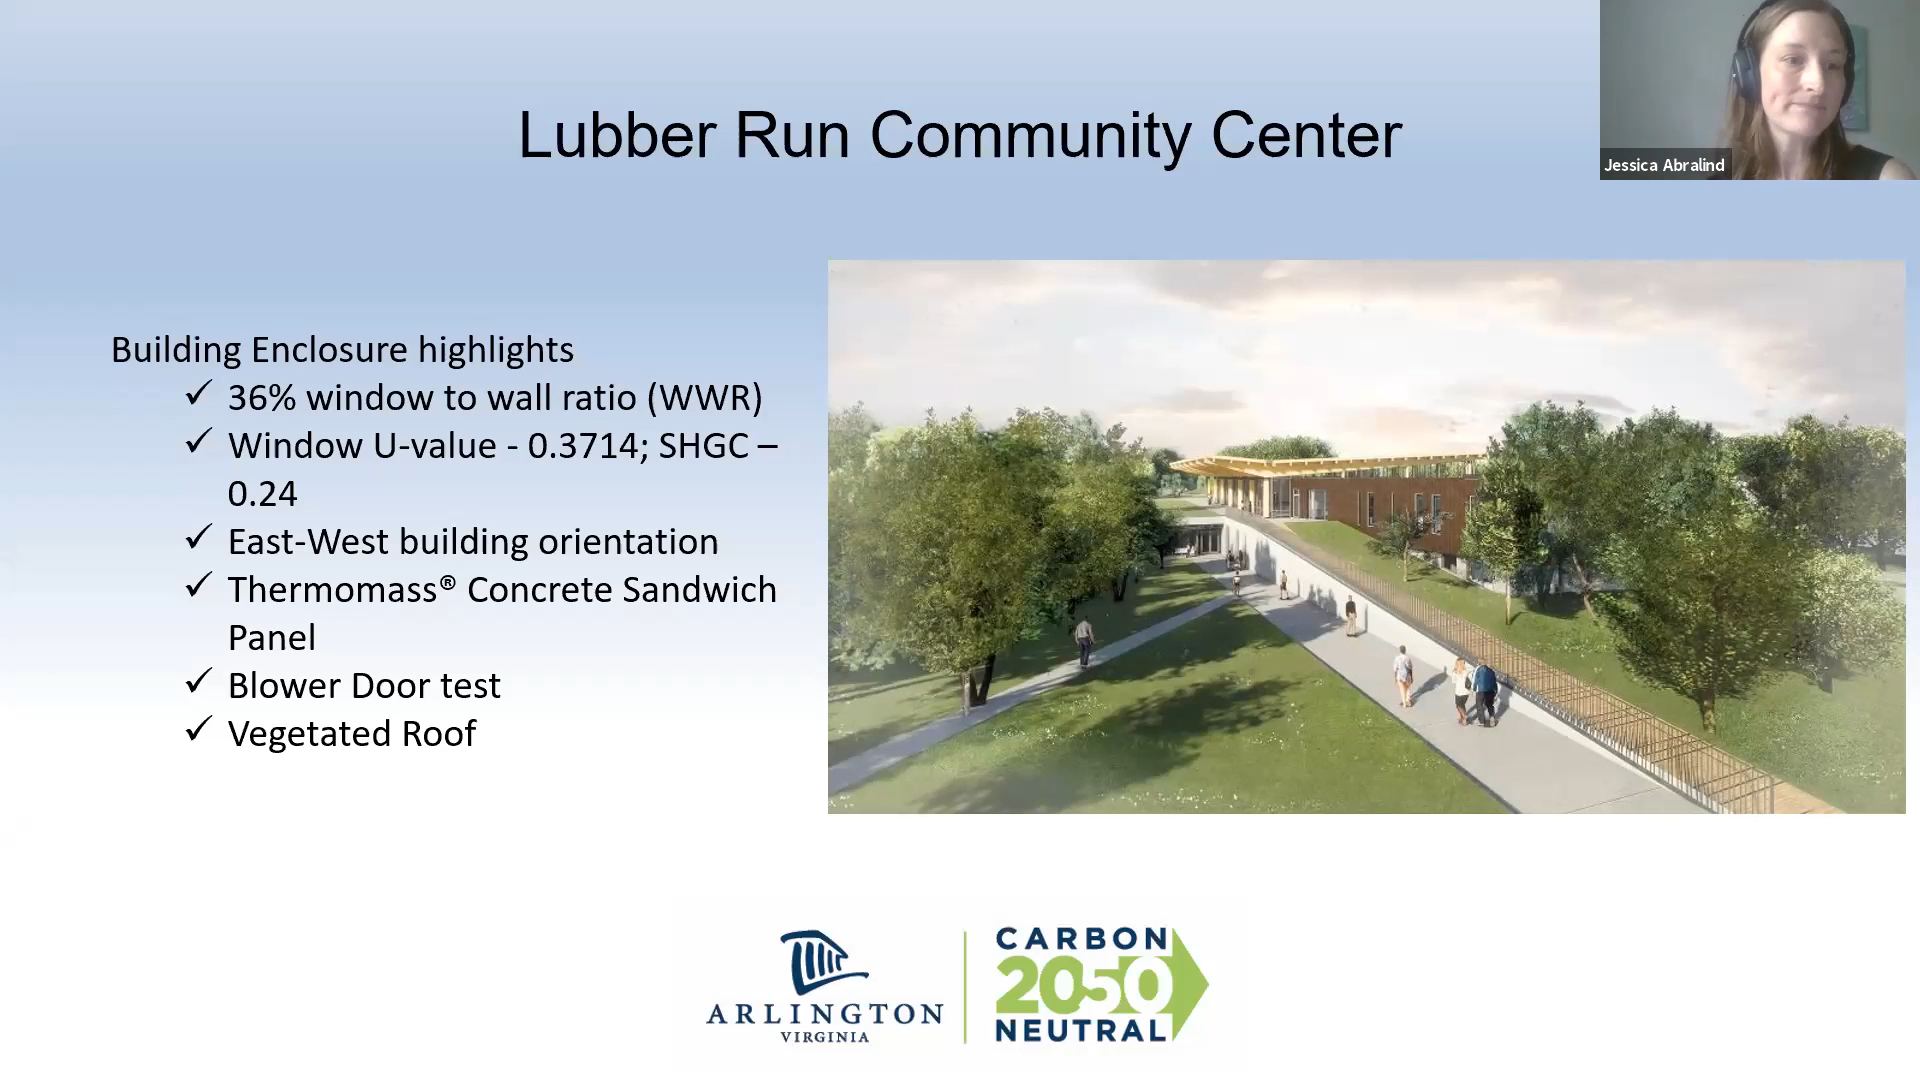 Lubber Run Community Center
Jessica Abralind
Building Enclosure highlights
✓ 36% window to wall ratio (WWR)
✓ Window U-value - 0.3714; SHGC –
0.24
✓ East-West building orientation
✓ Thermomass® Concrete Sandwich
Panel
✓ Blower Door test
✓ Vegetated Roof
ARLINGTON
VIRGINIA
CARBON
2050
NEUTRAL